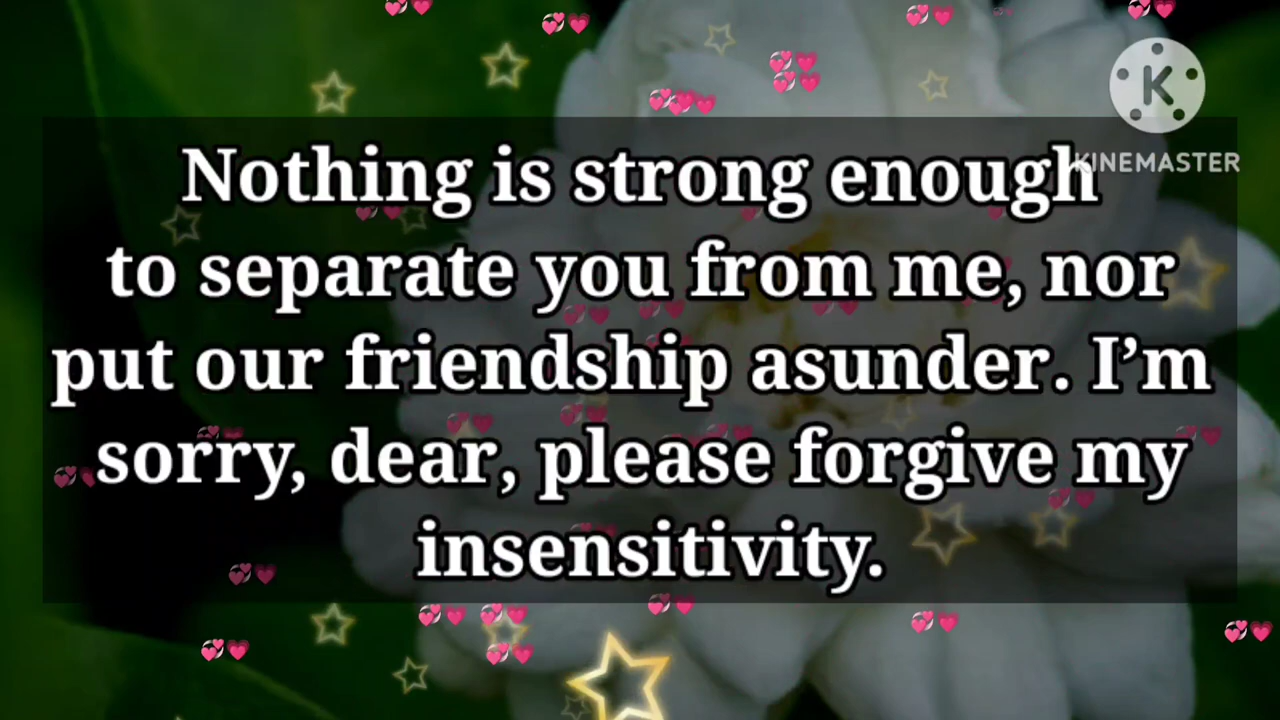 K
KINEMASTER
Nothing is strong enough
to separate you from me, nor
put our friendship asunder. I’m
sorry, dear, please forgive my
insensitivity.